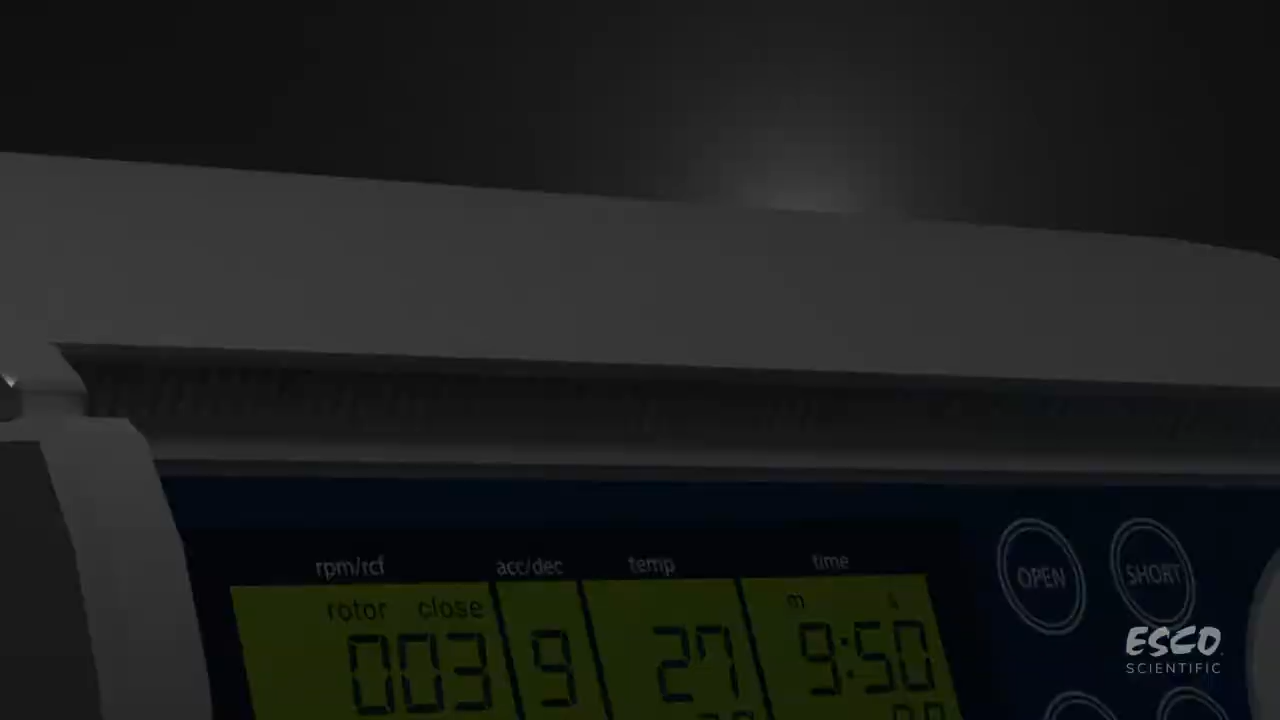 rpm/rcf acc/dec temp time
rotor close m
003 9 27 9:50
OPEN SHORT
ESCO
SCIENTIFIC